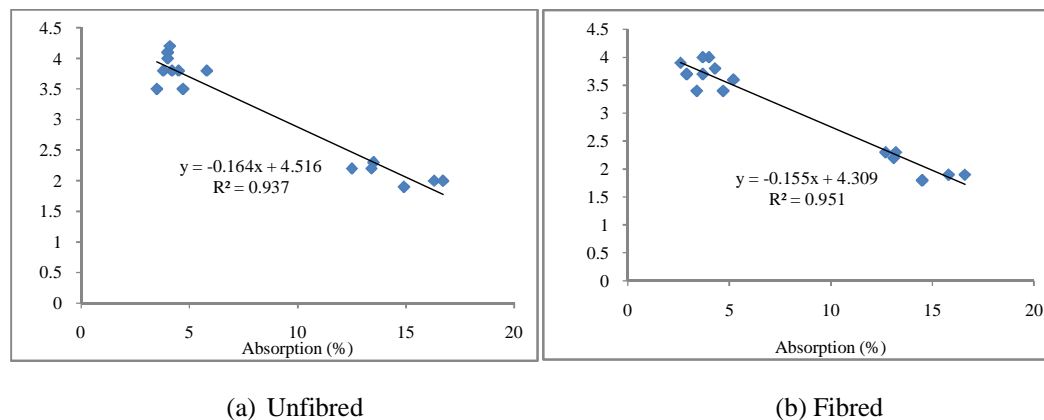 4.5
4
3.5
3
2.5
2
1.5
1
0.5
0
0 5 10 15 20
y = -0.164x + 4.516
R² = 0.937
Absorption (%)
(a) Unfibred
4.5
4
3.5
3
2.5
2
1.5
1
0.5
0
0 5 10 15 20
y = -0.155x + 4.309
R² = 0.951
Absorption (%)
(b) Fibred